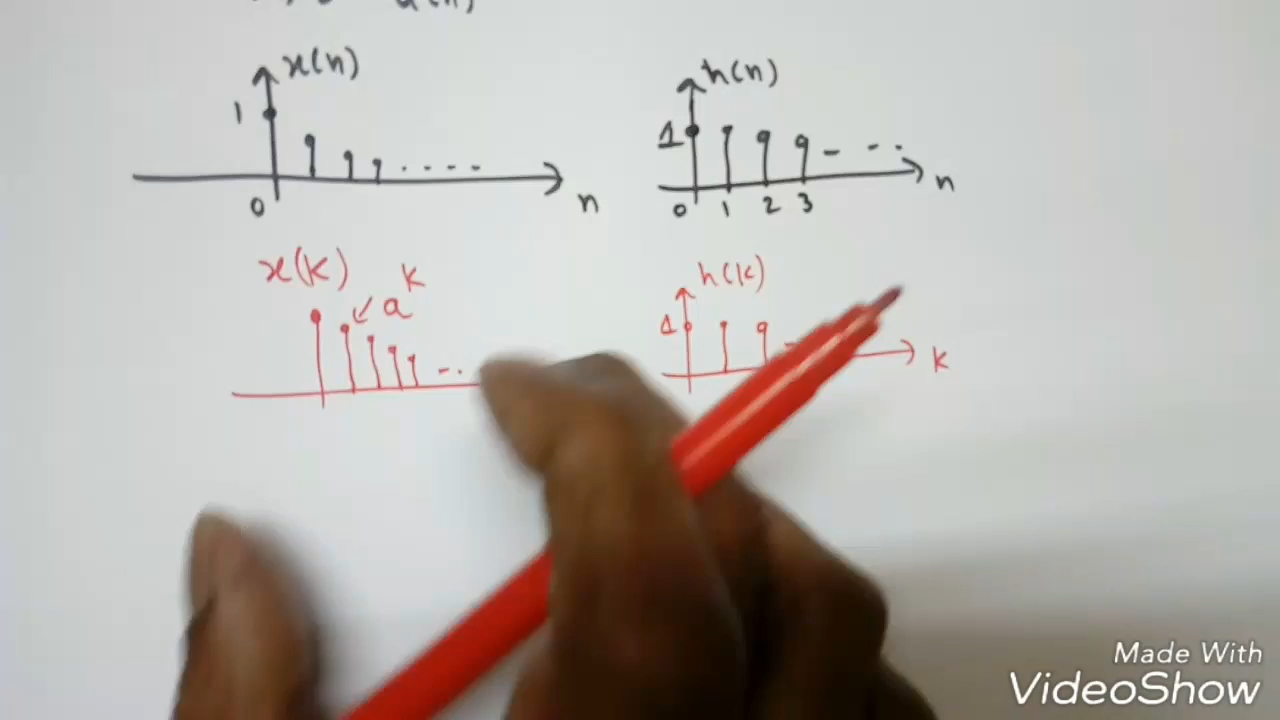 u(n)
x(n)
1
0
n
h(n)
1
0 1 2 3
n
x(k)
a^k
h(k)
1
k
Made With
VideoShow